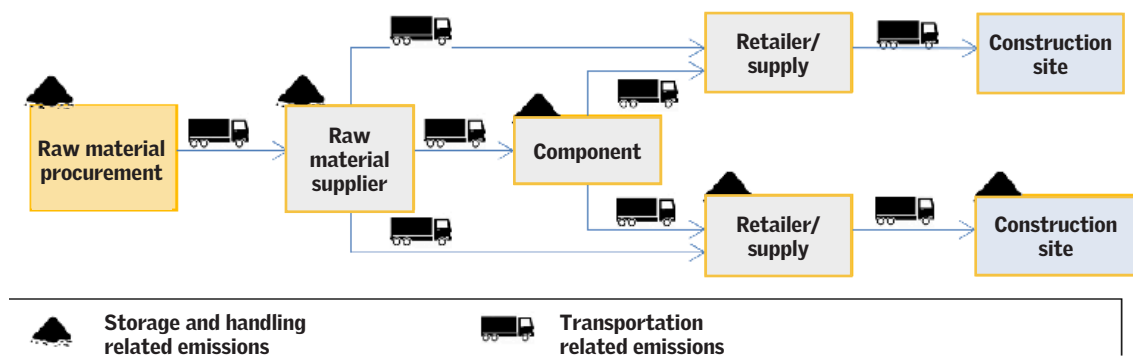 Raw material
procurement
Raw
material
supplier
Component
Retailer/
supply
Construction
site
Retailer/
supply
Construction
site
Storage and handling
related emissions
Transportation
related emissions